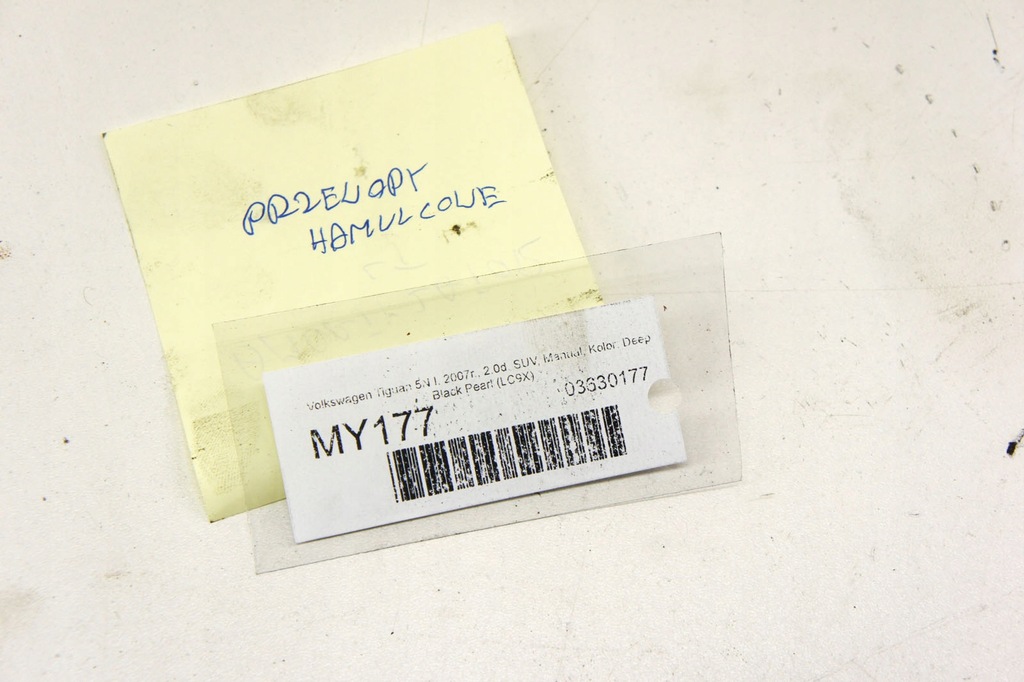 PRZEWODY
HAMULCOWE
Volkswagen Tiguan 5N I, 2007r., 2.0d, SUV, Manual, Kolor: Deep
Black Pearl (LC9X)
03630177
MY177